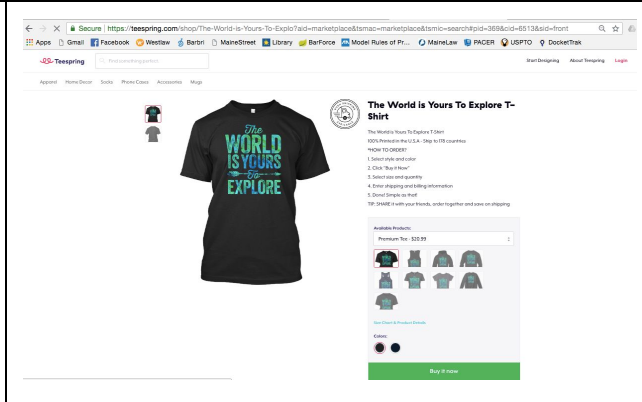 Secure | https://teespring.com/shop/The-World-is-Yours-To-Explo?aid=marketplace&tsmac=marketplace&tsmic=search#pid=369&cid=6513&sid=front
Apps Gmail Facebook Westlaw Barbri MaineStreet Library BarForce Model Rules of Pr... MaineLaw PACER USPTO DocketTrak
Teespring Find something perfect Start Designing About Teespring Login
Apparel Home Decor Socks Phone Cases Accessories Mugs
The
WORLD
IS YOURS
To
EXPLORE
The World is Yours To Explore T-
Shirt
The World is Yours To Explore T-Shirt
100% Printed in the U.S.A - Ship to 178 countries
*HOW TO ORDER?
1. Select style and color
2. Click "Buy it Now"
3. Select size and quantity
4. Enter shipping and billing information
5. Done! Simple as that!
TIP: SHARE it with your friends, order together and save on shipping
Available Products:
Premium Tee - $20.99
Size Chart & Product Details
Colors:
Buy it now